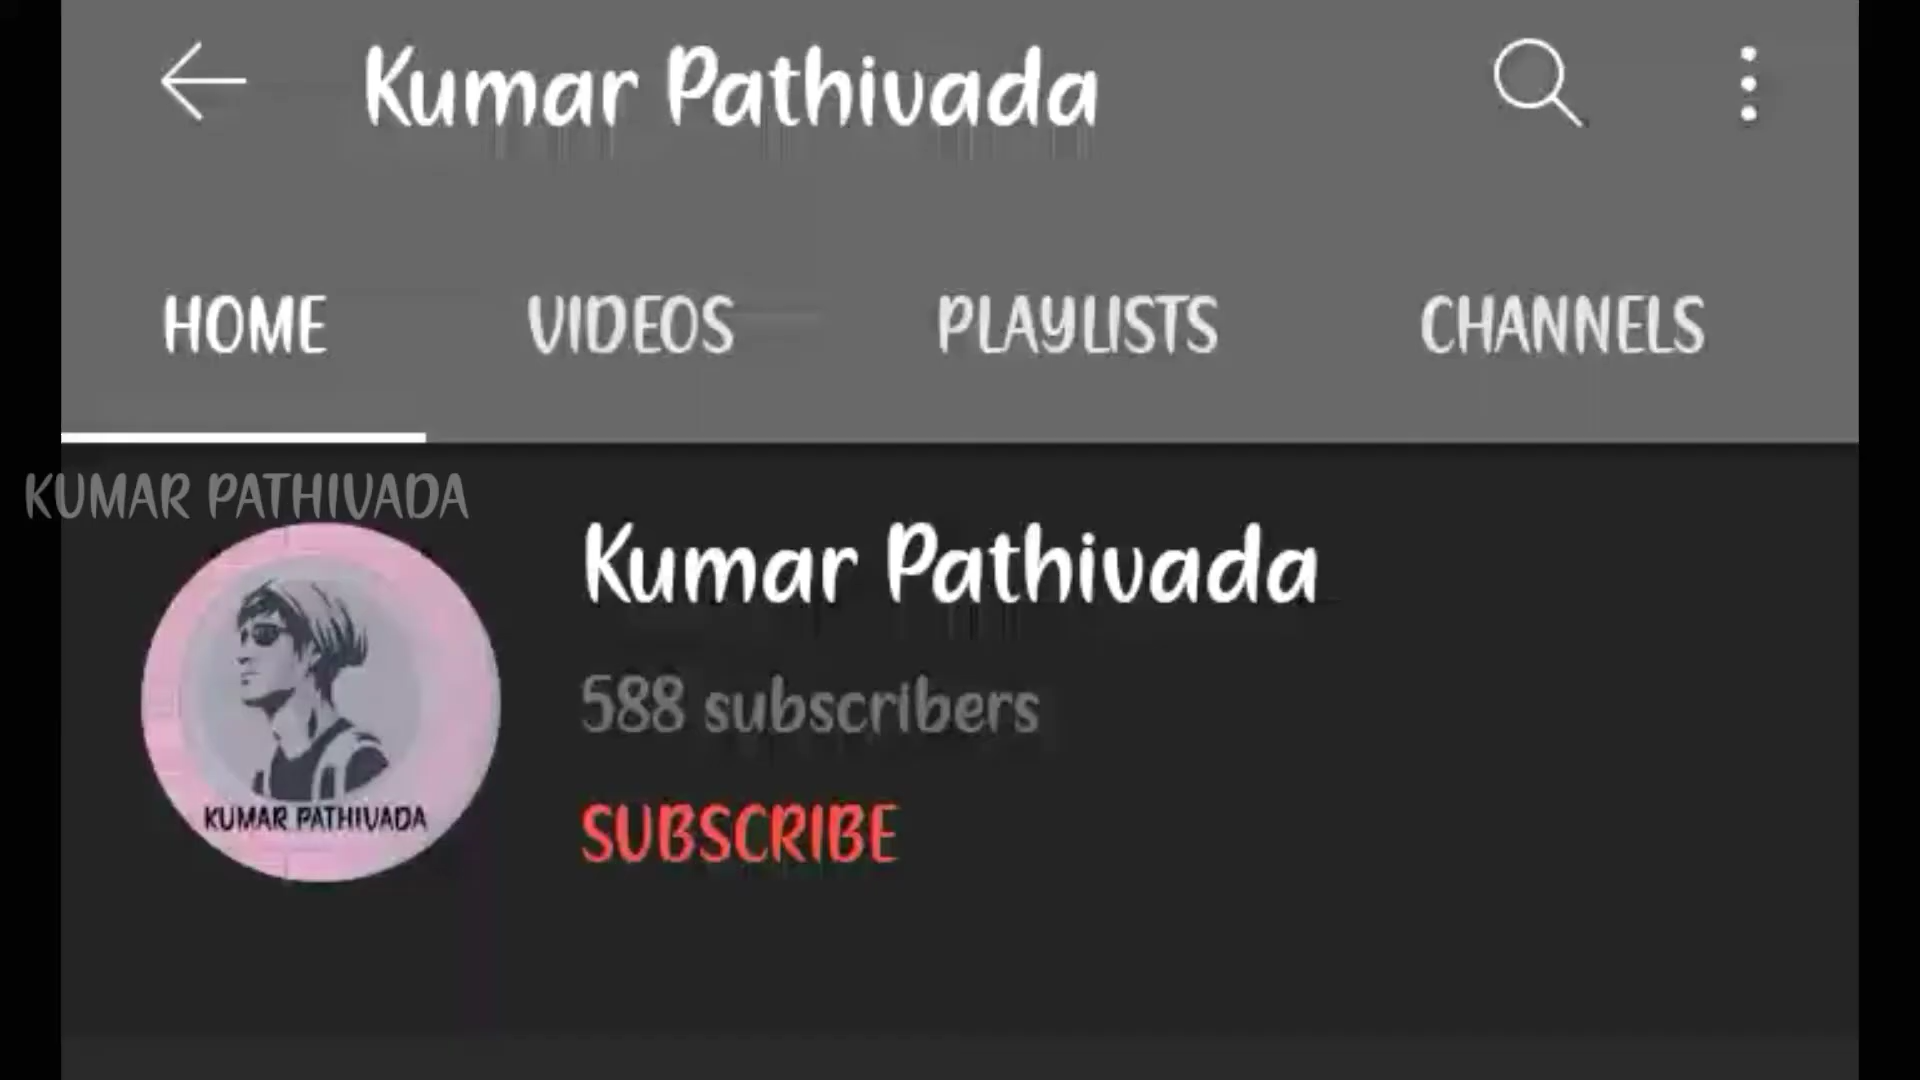 Kumar Pathivada
HOME VIDEOS PLAYLISTS CHANNELS
KUMAR PATHIVADA
Kumar Pathivada
588 subscribers
SUBSCRIBE
KUMAR PATHIVADA